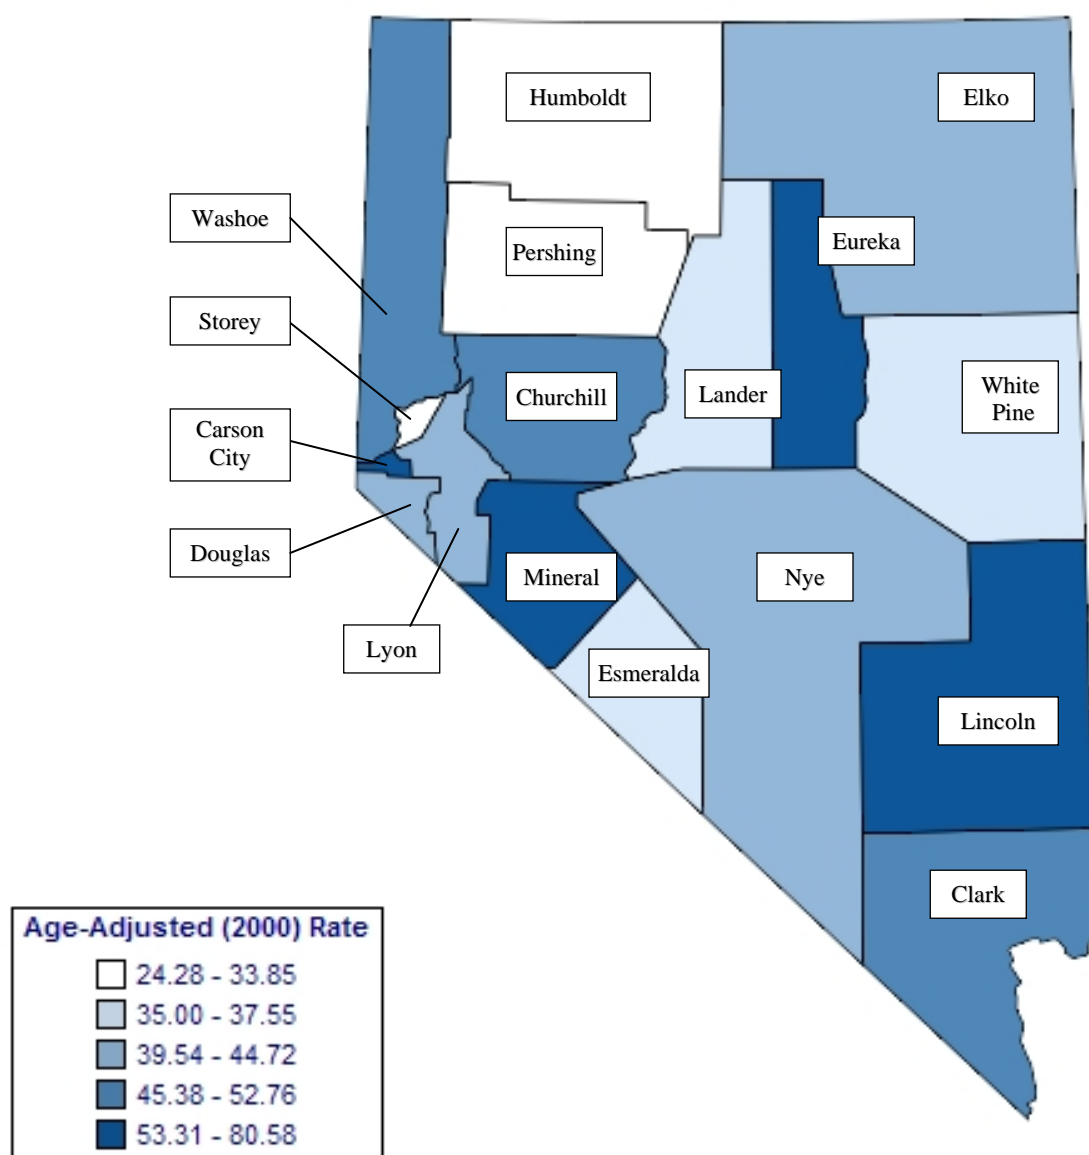 Humboldt
Elko
Washoe
Pershing
Eureka
Storey
Churchill
Lander
White
Pine
Carson
City
Douglas
Mineral
Nye
Lyon
Esmeralda
Lincoln
Clark
Age-Adjusted (2000) Rate
24.28 - 33.85
35.00 - 37.55
39.54 - 44.72
45.38 - 52.76
53.31 - 80.58